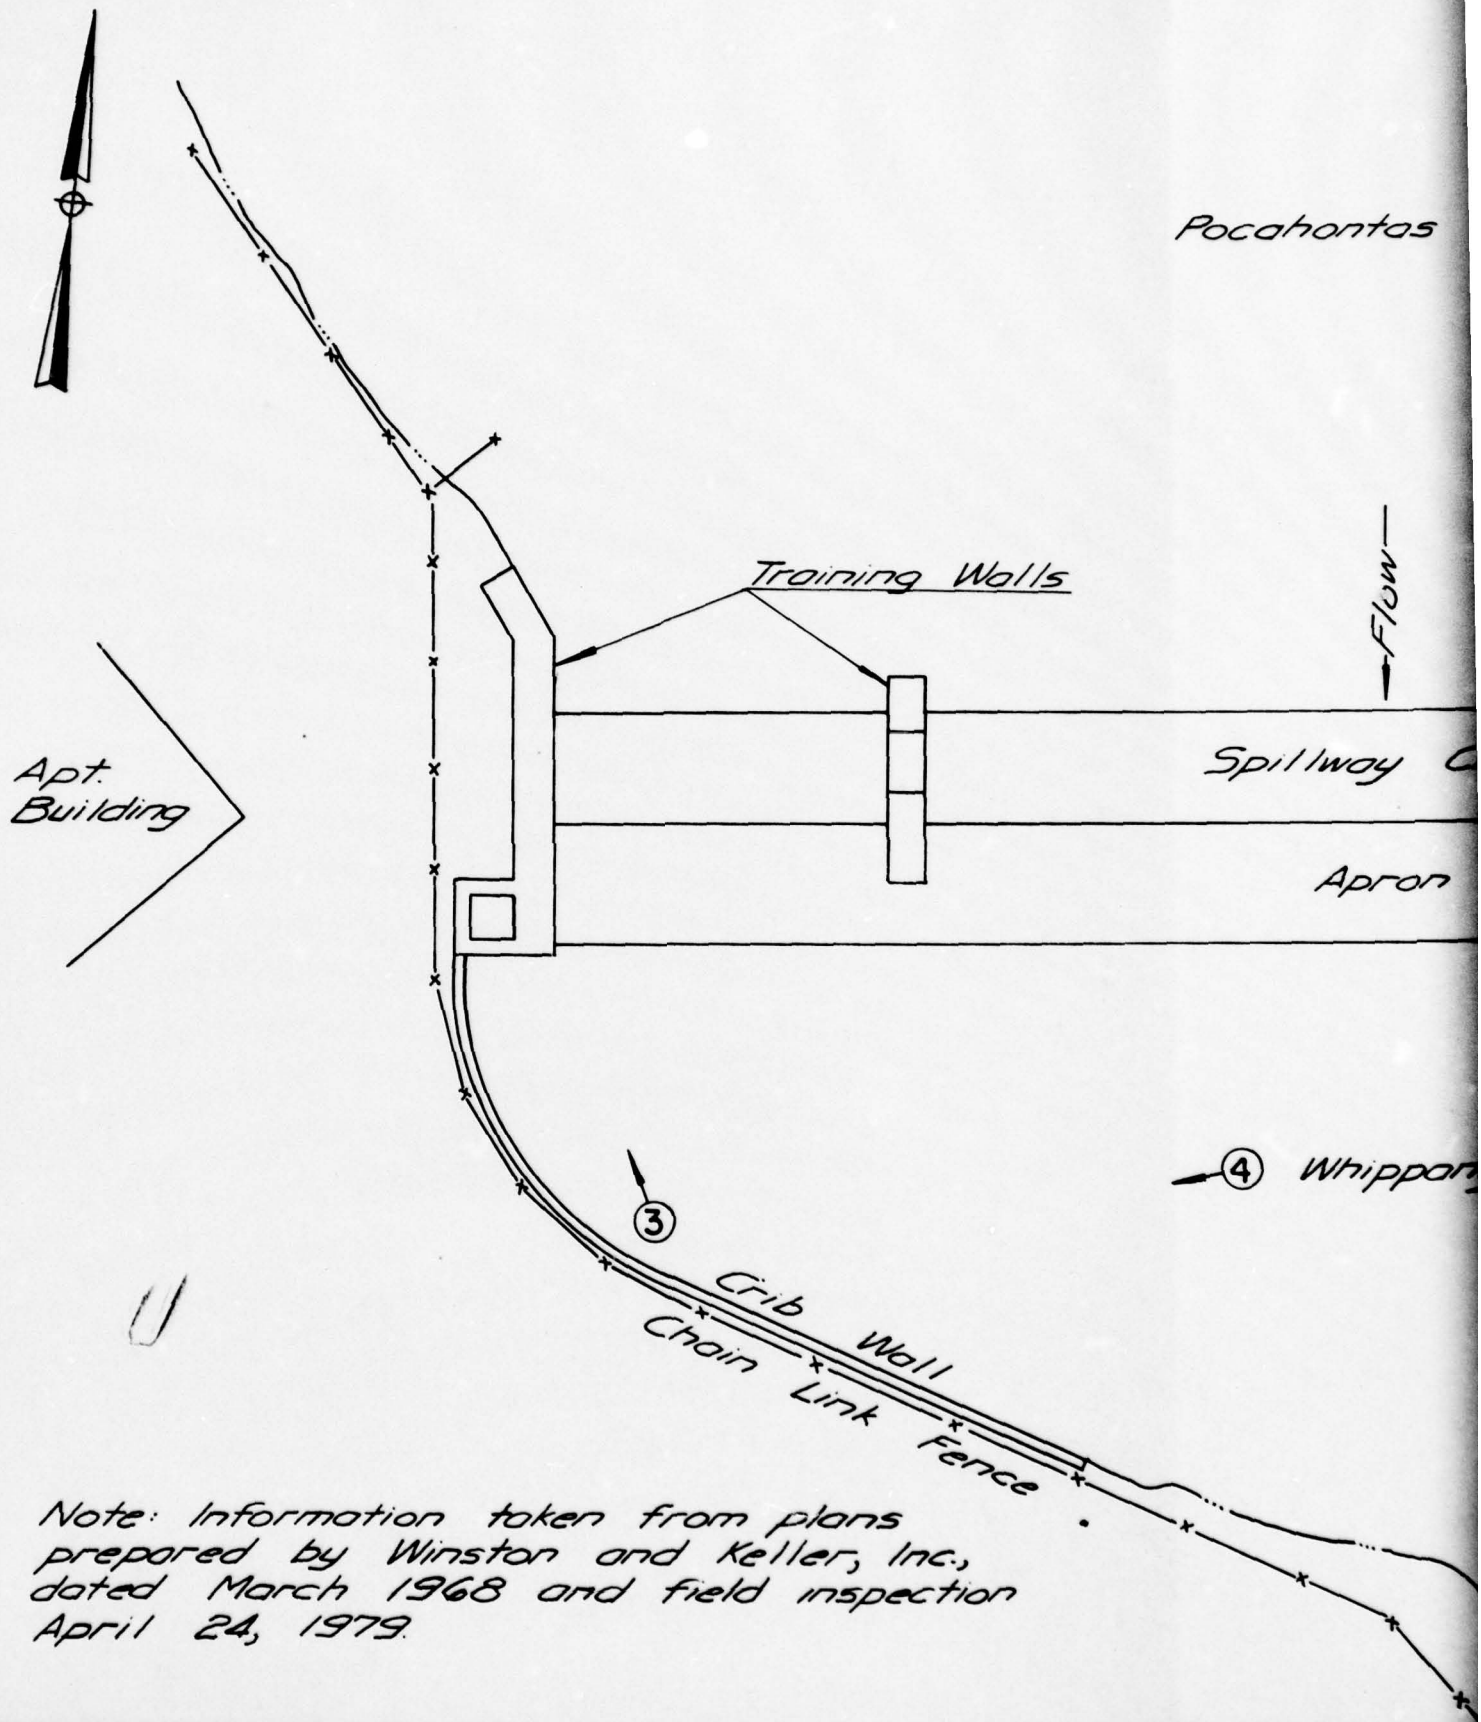 Pocahontas
Training Walls
Flow
Spillway
Apt.
Building
Apron
4
3
Crib Wall
Chain Link Fence
Note: Information taken from plans
prepared by Winston and Keller, Inc.,
dated March 1968 and field inspection
April 24, 1979.